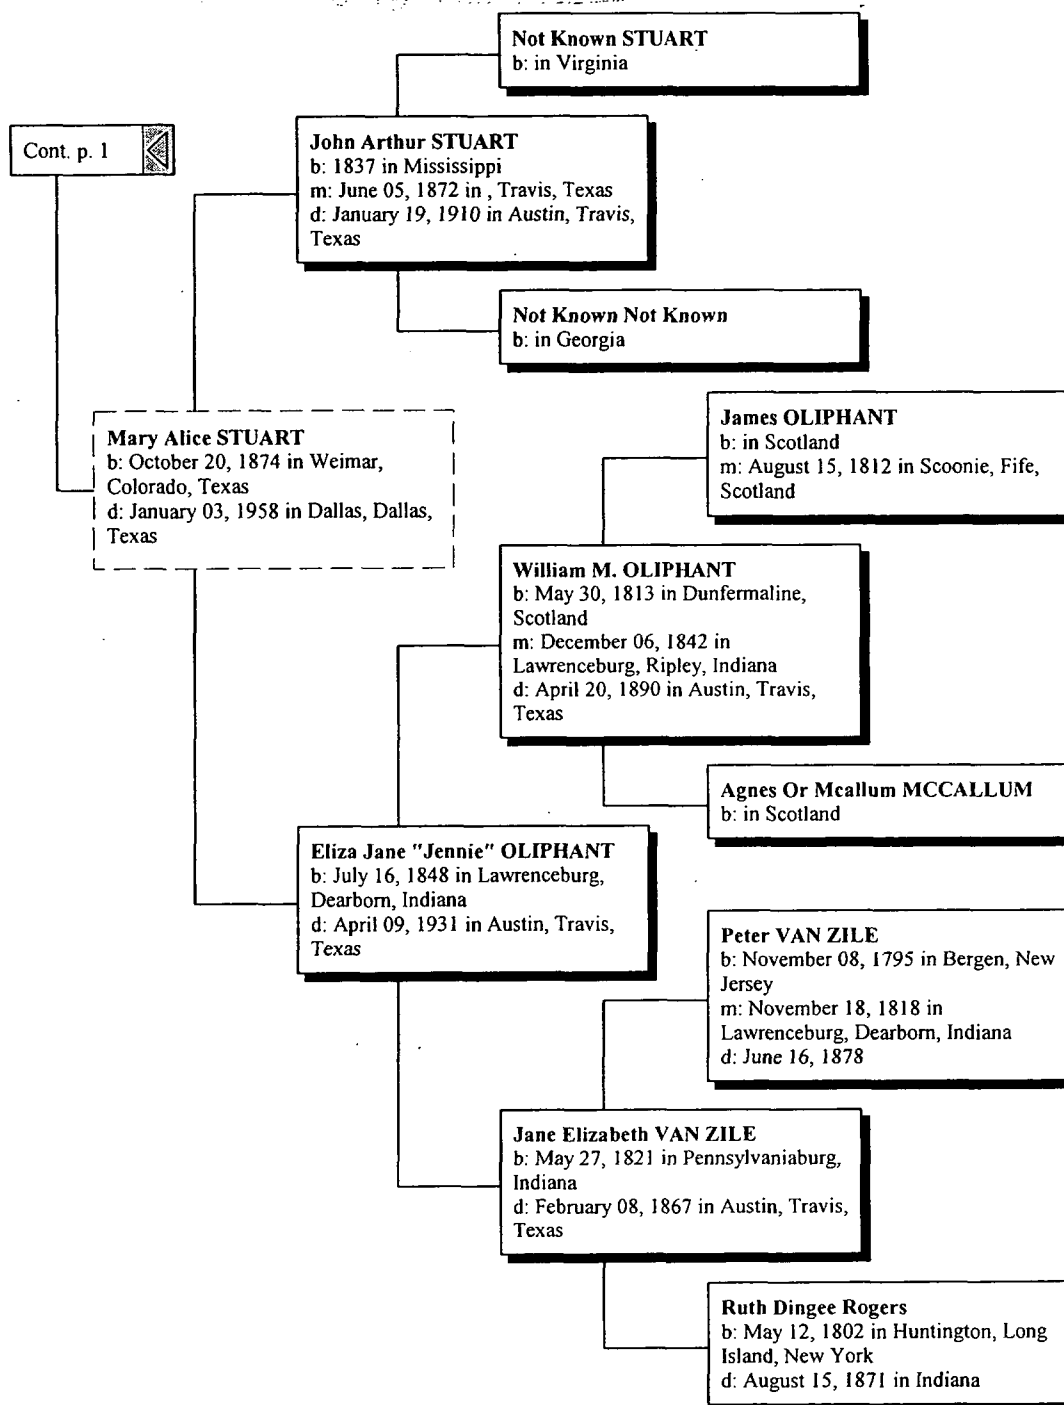 Not Known STUART
b: in Virginia
Cont. p. 1
John Arthur STUART
b: 1837 in Mississippi
m: June 05, 1872 in , Travis, Texas
d: January 19, 1910 in Austin, Travis,
Texas
Not Known Not Known
b: in Georgia
Mary Alice STUART
b: October 20, 1874 in Weimar,
Colorado, Texas
d: January 03, 1958 in Dallas, Dallas,
Texas
James OLIPHANT
b: in Scotland
m: August 15, 1812 in Scoonie, Fife,
Scotland
William M. OLIPHANT
b: May 30, 1813 in Dunfermaline,
Scotland
m: December 06, 1842 in
Lawrenceburg, Ripley, Indiana
d: April 20, 1890 in Austin, Travis,
Texas
Agnes Or Mcallum MCCALLUM
b: in Scotland
Eliza Jane "Jennie" OLIPHANT
b: July 16, 1848 in Lawrenceburg,
Dearborn, Indiana
d: April 09, 1931 in Austin, Travis,
Texas
Peter VAN ZILE
b: November 08, 1795 in Bergen, New
Jersey
m: November 18, 1818 in
Lawrenceburg, Dearborn, Indiana
d: June 16, 1878
Jane Elizabeth VAN ZILE
b: May 27, 1821 in Pennsylvaniaburg,
Indiana
d: February 08, 1867 in Austin, Travis,
Texas
Ruth Dingee Rogers
b: May 12, 1802 in Huntington, Long
Island, New York
d: August 15, 1871 in Indiana